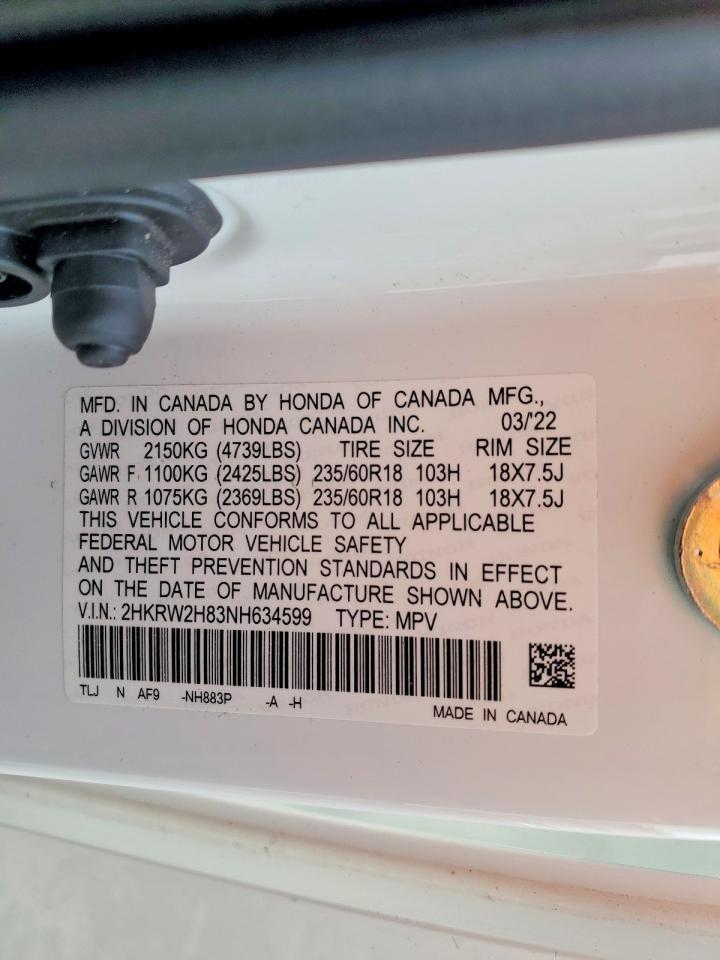 MFD. IN CANADA BY HONDA OF CANADA MFG.,
A DIVISION OF HONDA CANADA INC. 03/'22
GVWR 2150KG (4739LBS) TIRE SIZE RIM SIZE
GAWR F 1100KG (2425LBS) 235/60R18 103H 18X7.5J
GAWR R 1075KG (2369LBS) 235/60R18 103H 18X7.5J
THIS VEHICLE CONFORMS TO ALL APPLICABLE
FEDERAL MOTOR VEHICLE SAFETY
AND THEFT PREVENTION STANDARDS IN EFFECT
ON THE DATE OF MANUFACTURE SHOWN ABOVE.
V.I.N.: 2HKRW2H83NH634599 TYPE: MPV
TLJ N AF9 -NH883P -A -H
MADE IN CANADA